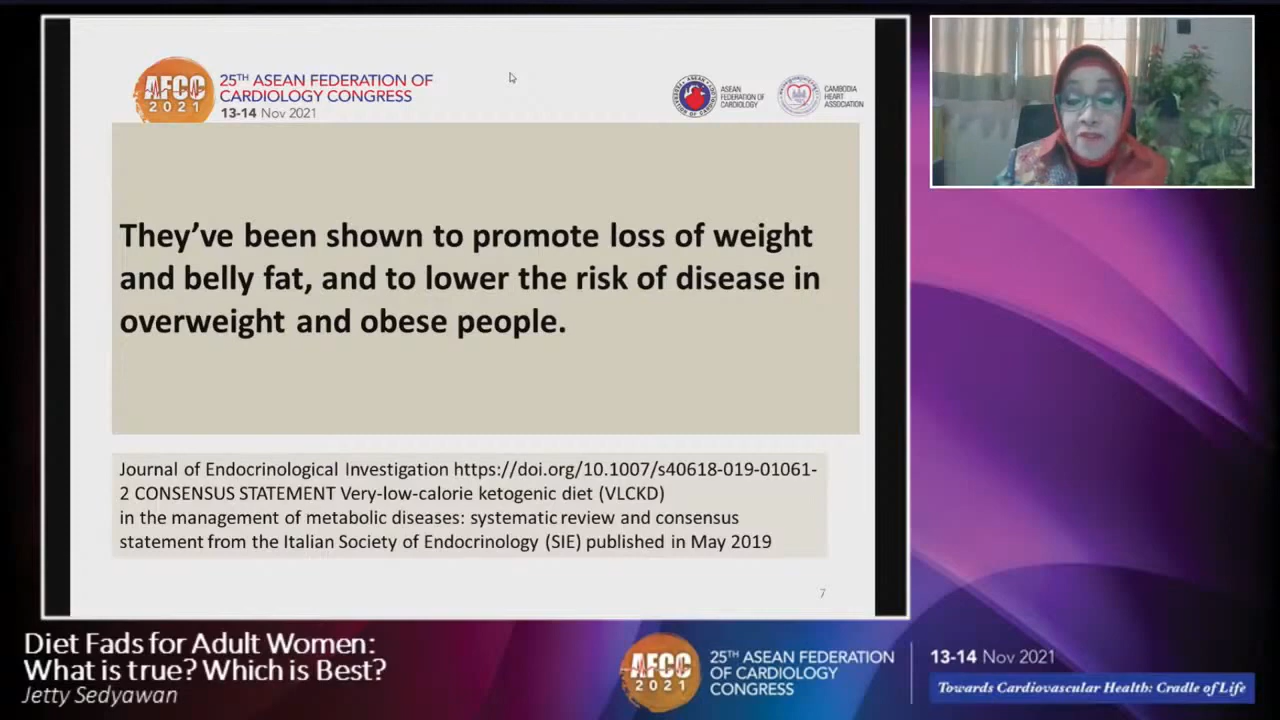 AFCC
2021
25TH ASEAN FEDERATION OF
CARDIOLOGY CONGRESS
13-14 Nov 2021
ASEAN
FEDERATION OF
CARDIOLOGY
CAMBODIA
HEART
ASSOCIATION
They've been shown to promote loss of weight
and belly fat, and to lower the risk of disease in
overweight and obese people.
Journal of Endocrinological Investigation https://doi.org/10.1007/s40618-019-01061-
2 CONSENSUS STATEMENT Very-low-calorie ketogenic diet (VLCKD)
in the management of metabolic diseases: systematic review and consensus
statement from the Italian Society of Endocrinology (SIE) published in May 2019
7
Diet Fads for Adult Women:
What is true? Which is Best?
Jetty Sedyawan
AFCC
2021
25TH ASEAN FEDERATION
OF CARDIOLOGY
CONGRESS
13-14 Nov 2021
Towards Cardiovascular Health: Cradle of Life